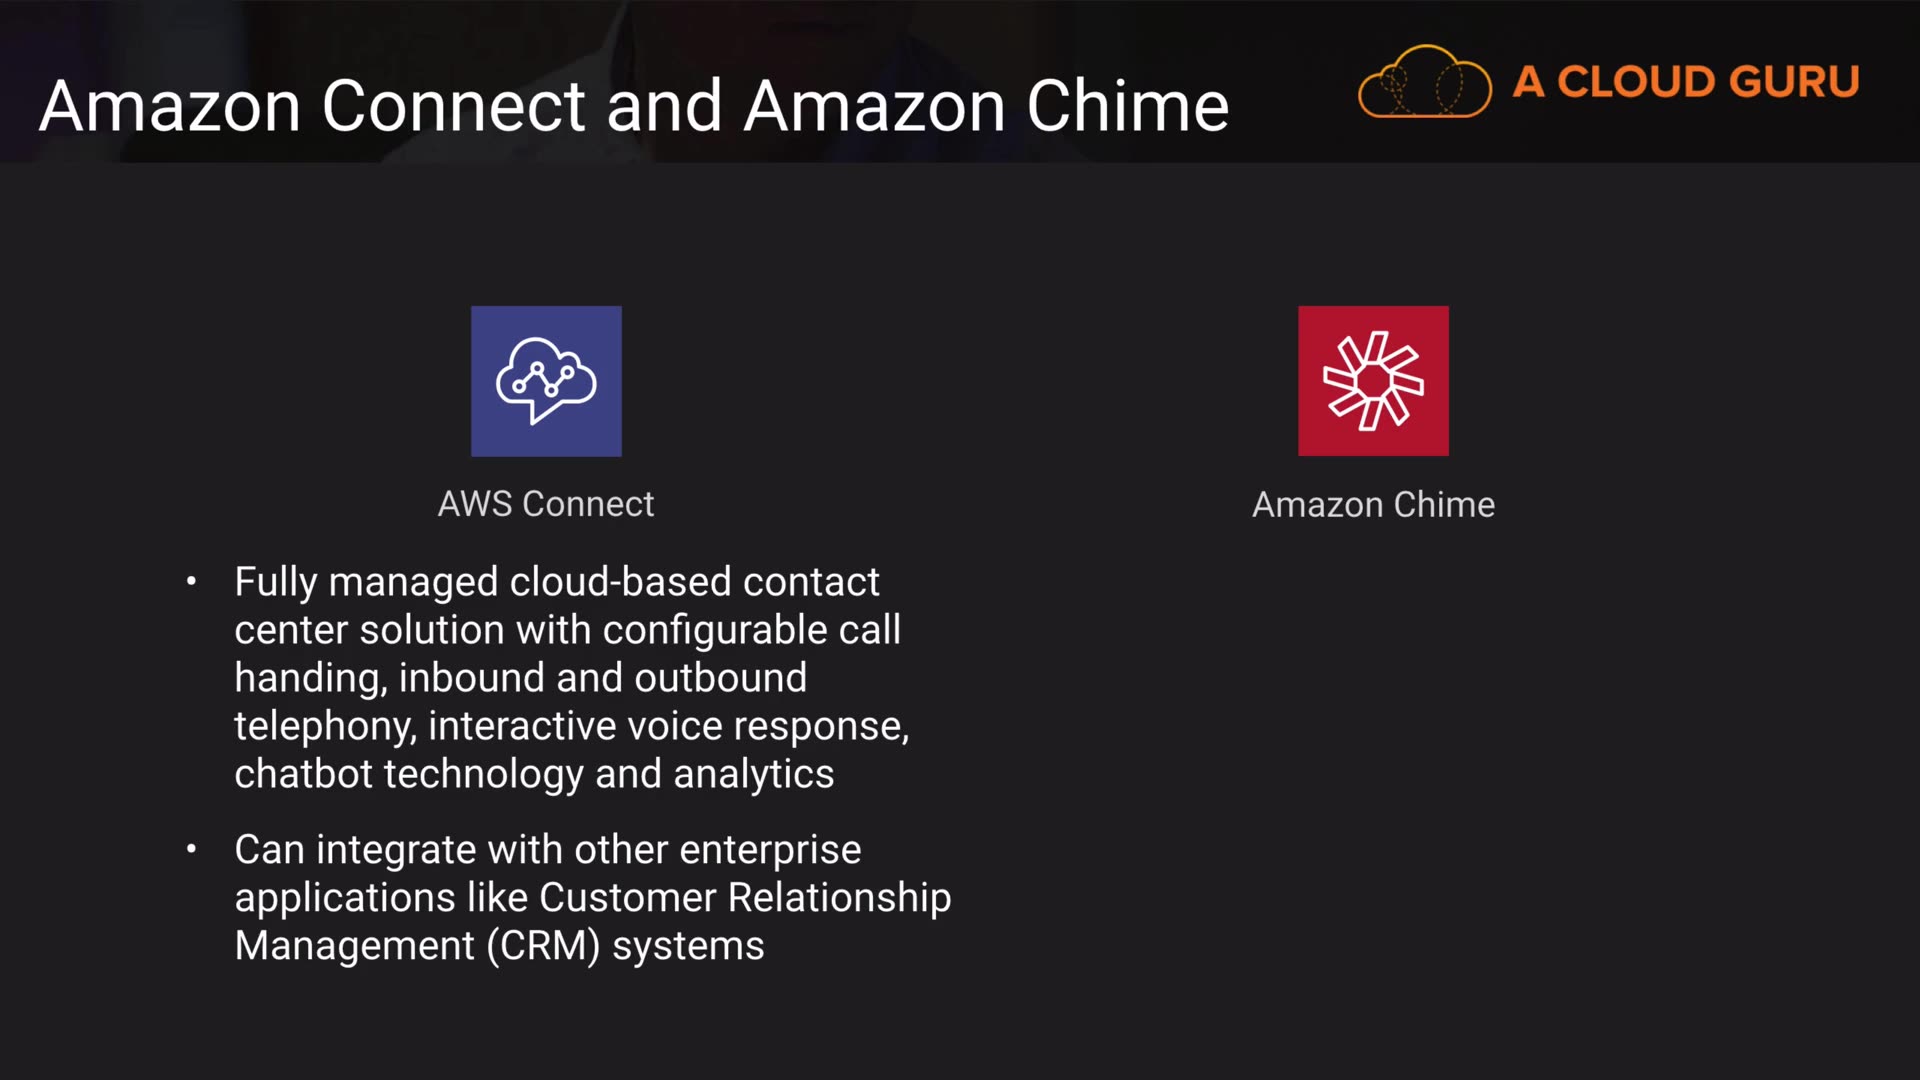 Amazon Connect and Amazon Chime
A CLOUD GURU
AWS Connect
• Fully managed cloud-based contact
center solution with configurable call
handing, inbound and outbound
telephony, interactive voice response,
chatbot technology and analytics
• Can integrate with other enterprise
applications like Customer Relationship
Management (CRM) systems
Amazon Chime